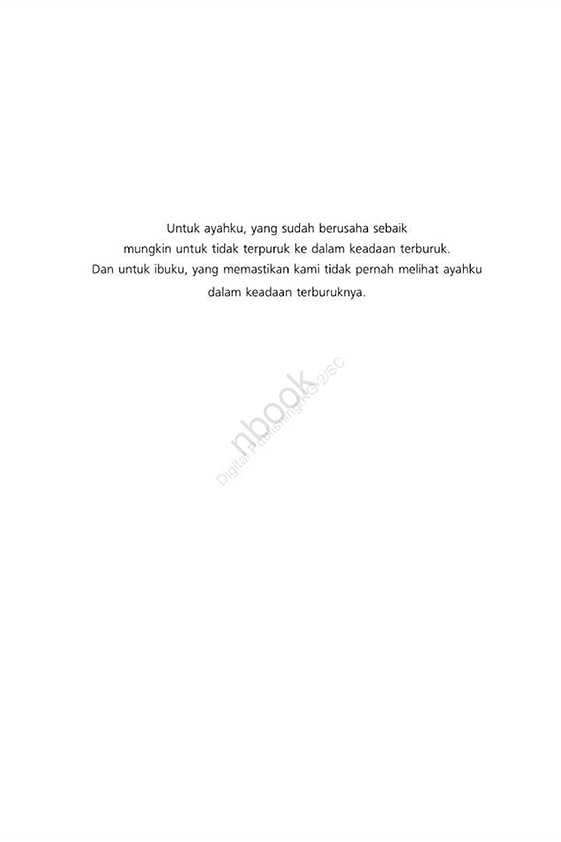 Untuk ayahku, yang sudah berusaha sebaik
mungkin untuk tidak terpuruk ke dalam keadaan terburuk.
Dan untuk ibuku, yang memastikan kami tidak pernah melihat ayahku
dalam keadaan terburuknya.
nbook
Digital Publishing/KG-2/SC